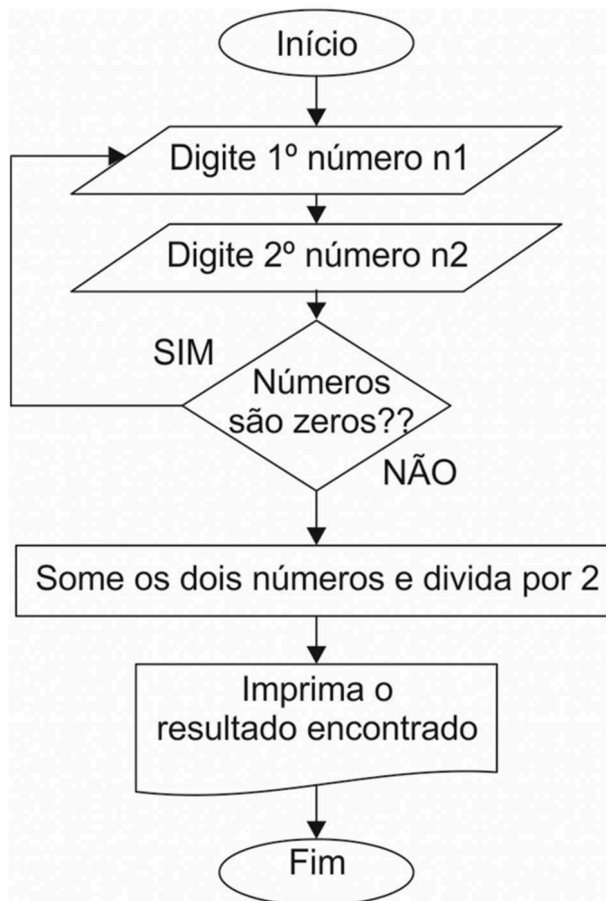 Início
Digite 1º número n1
Digite 2º número n2
SIM
Números
são zeros??
NÃO
Some os dois números e divida por 2
Imprima o
resultado encontrado
Fim